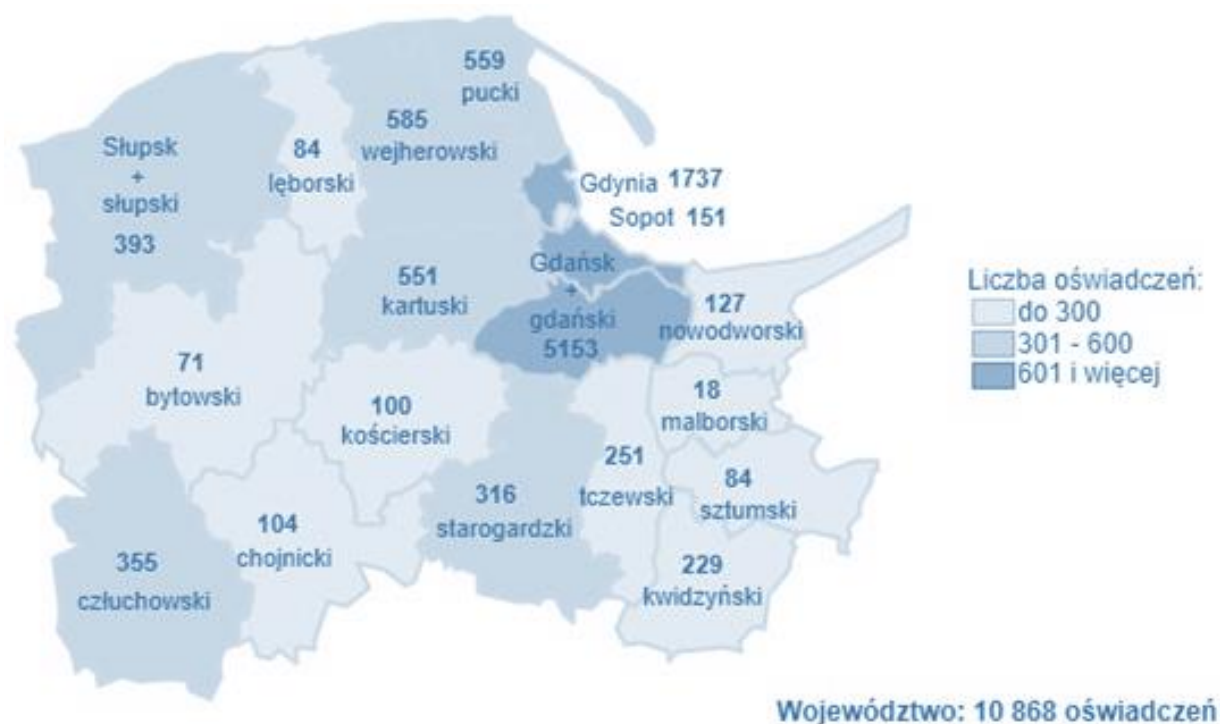 559
pucki
585
wejherowski
84
lęborski
Słupsk
+
słupski
393
Gdynia 1737
Sopot 151
551
kartuski
Gdańsk
+
gdański
5153
127
nowodworski
Liczba oświadczeń:
do 300
301 - 600
601 i więcej
71
bytowski
100
kościerski
18
malborski
251
tczewski
84
sztumski
316
starogardzki
104
chojnicki
355
człuchowski
229
kwidzyński
Województwo: 10 868 oświadczeń